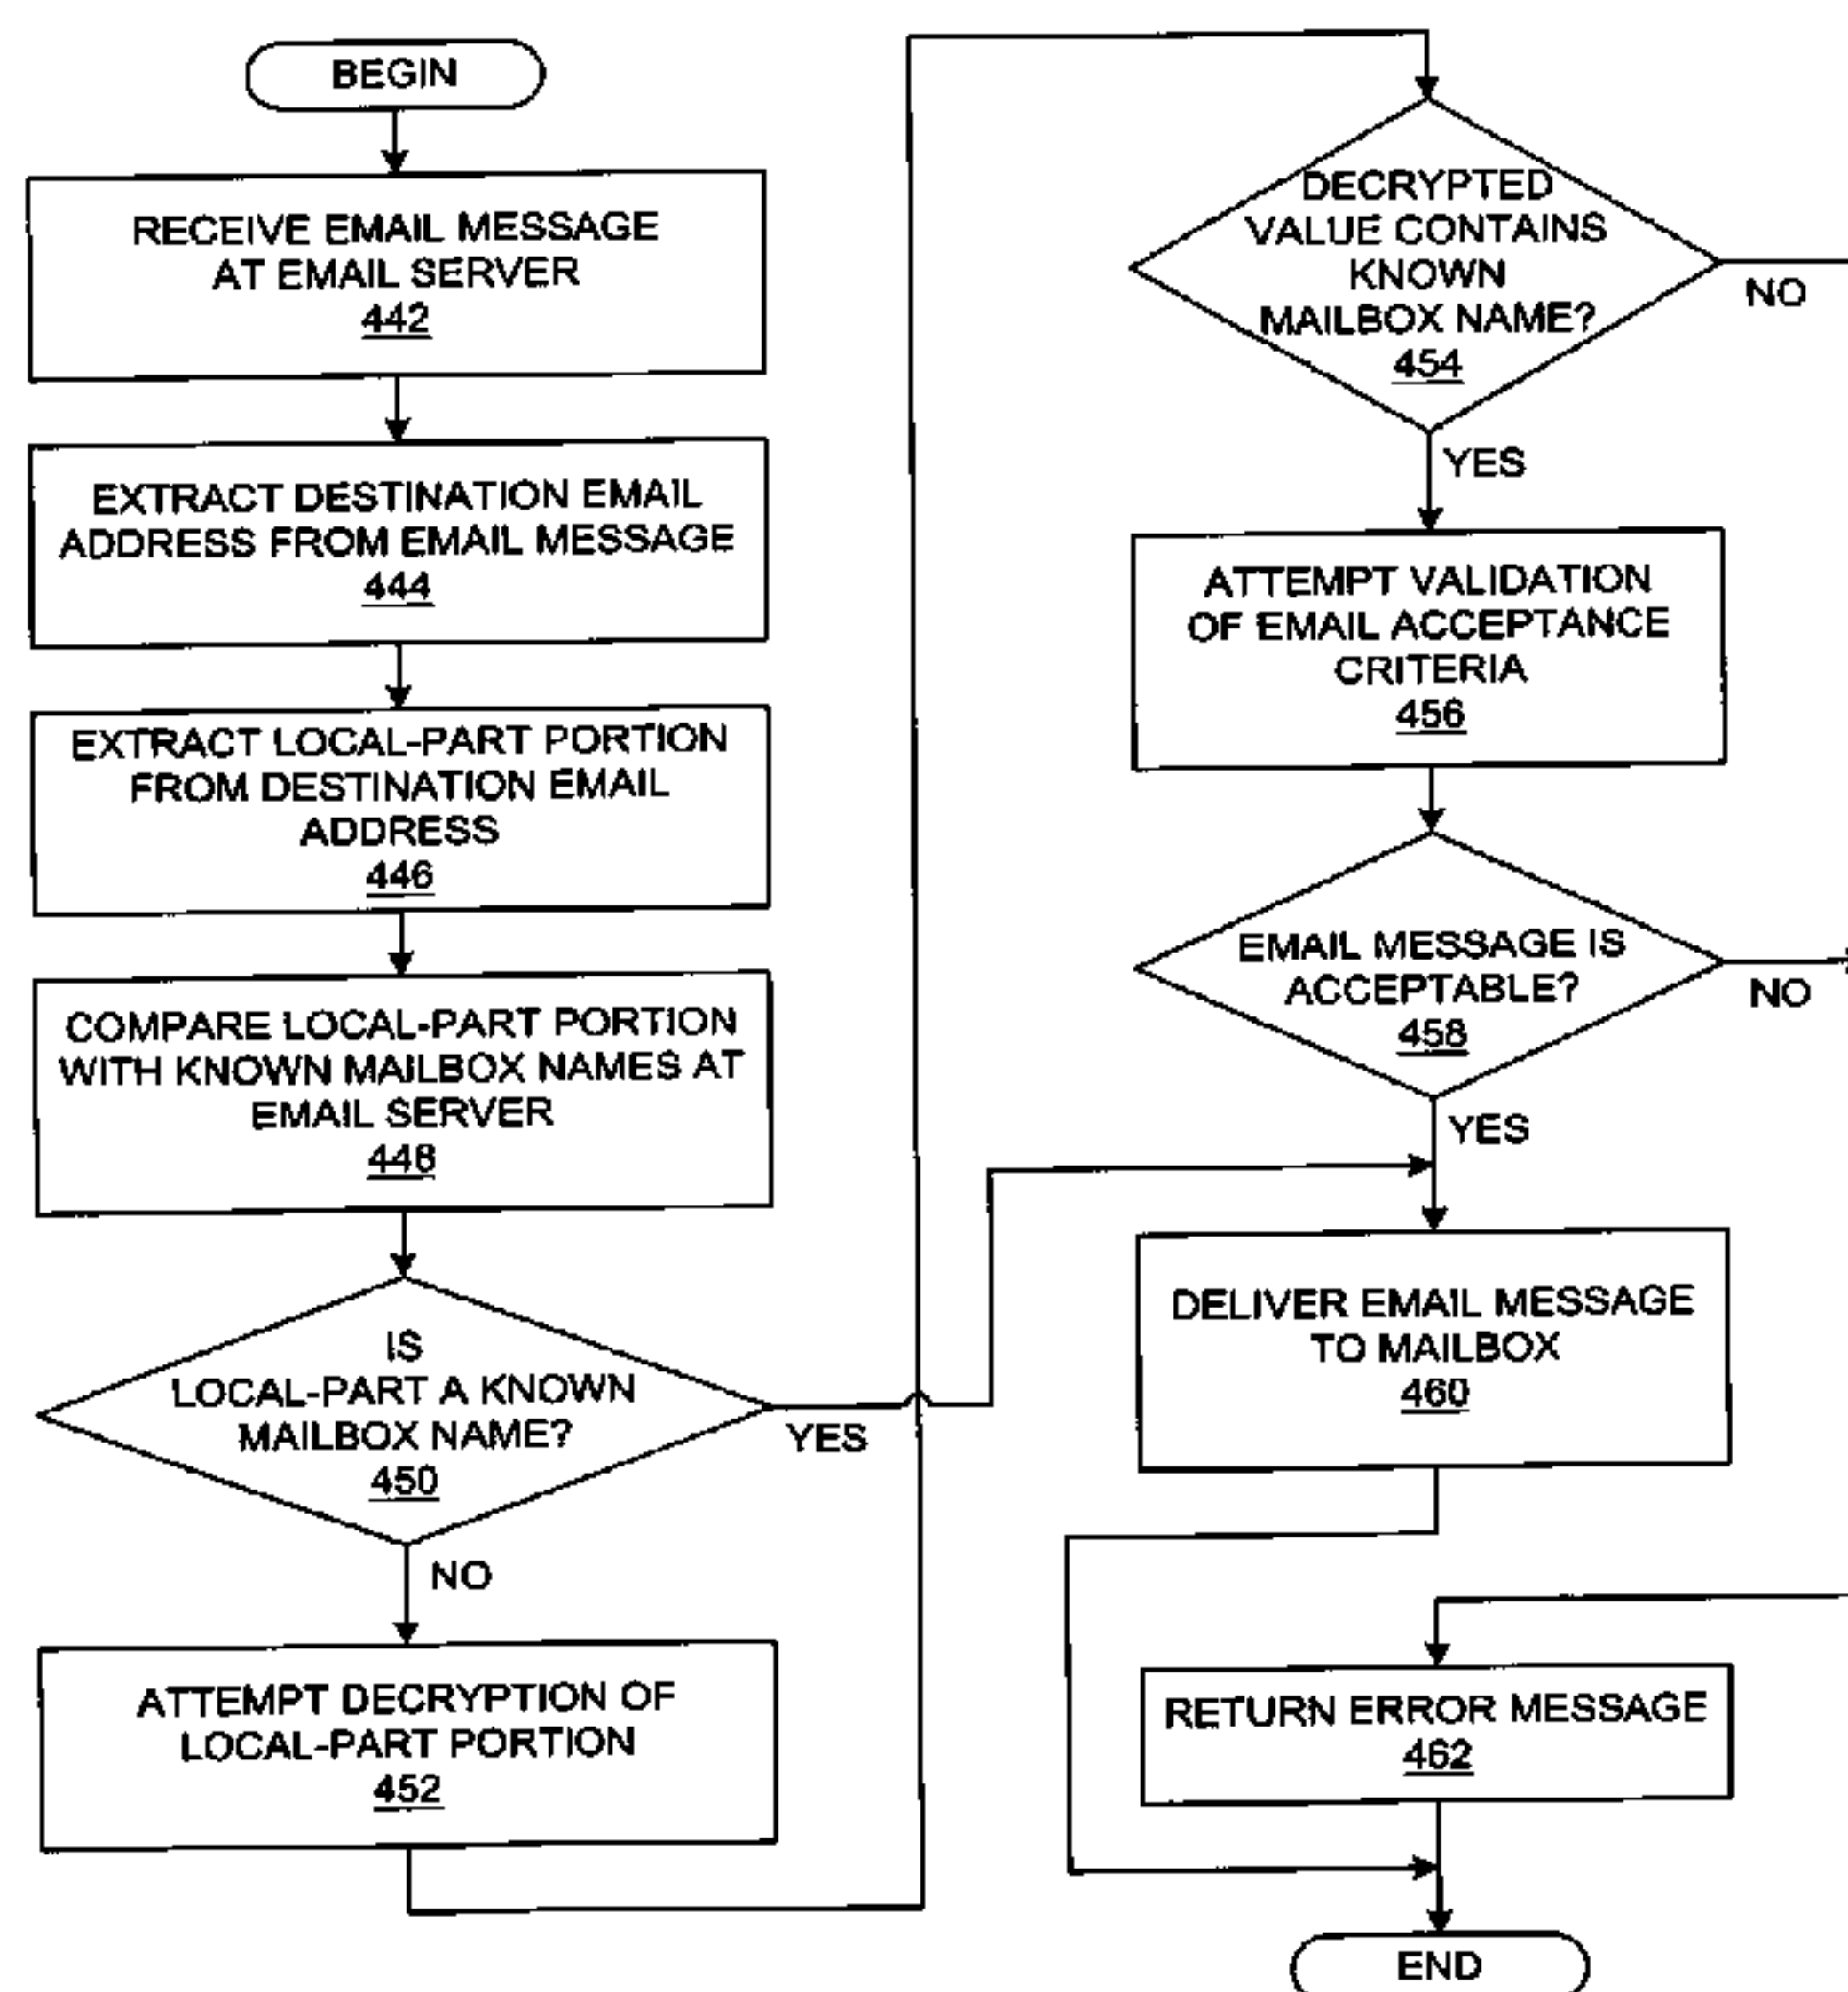 BEGIN
RECEIVE EMAIL MESSAGE
AT EMAIL SERVER
442
EXTRACT DESTINATION EMAIL
ADDRESS FROM EMAIL MESSAGE
444
EXTRACT LOCAL-PART PORTION
FROM DESTINATION EMAIL
ADDRESS
446
COMPARE LOCAL-PART PORTION
WITH KNOWN MAILBOX NAMES AT
EMAIL SERVER
448
IS
LOCAL-PART A KNOWN
MAILBOX NAME?
450
YES
NO
ATTEMPT DECRYPTION OF
LOCAL-PART PORTION
452
DECRYPTED
VALUE CONTAINS
KNOWN
MAILBOX NAME?
454
NO
YES
ATTEMPT VALIDATION
OF EMAIL ACCEPTANCE
CRITERIA
456
EMAIL MESSAGE IS
ACCEPTABLE?
458
NO
YES
DELIVER EMAIL MESSAGE
TO MAILBOX
460
RETURN ERROR MESSAGE
462
END